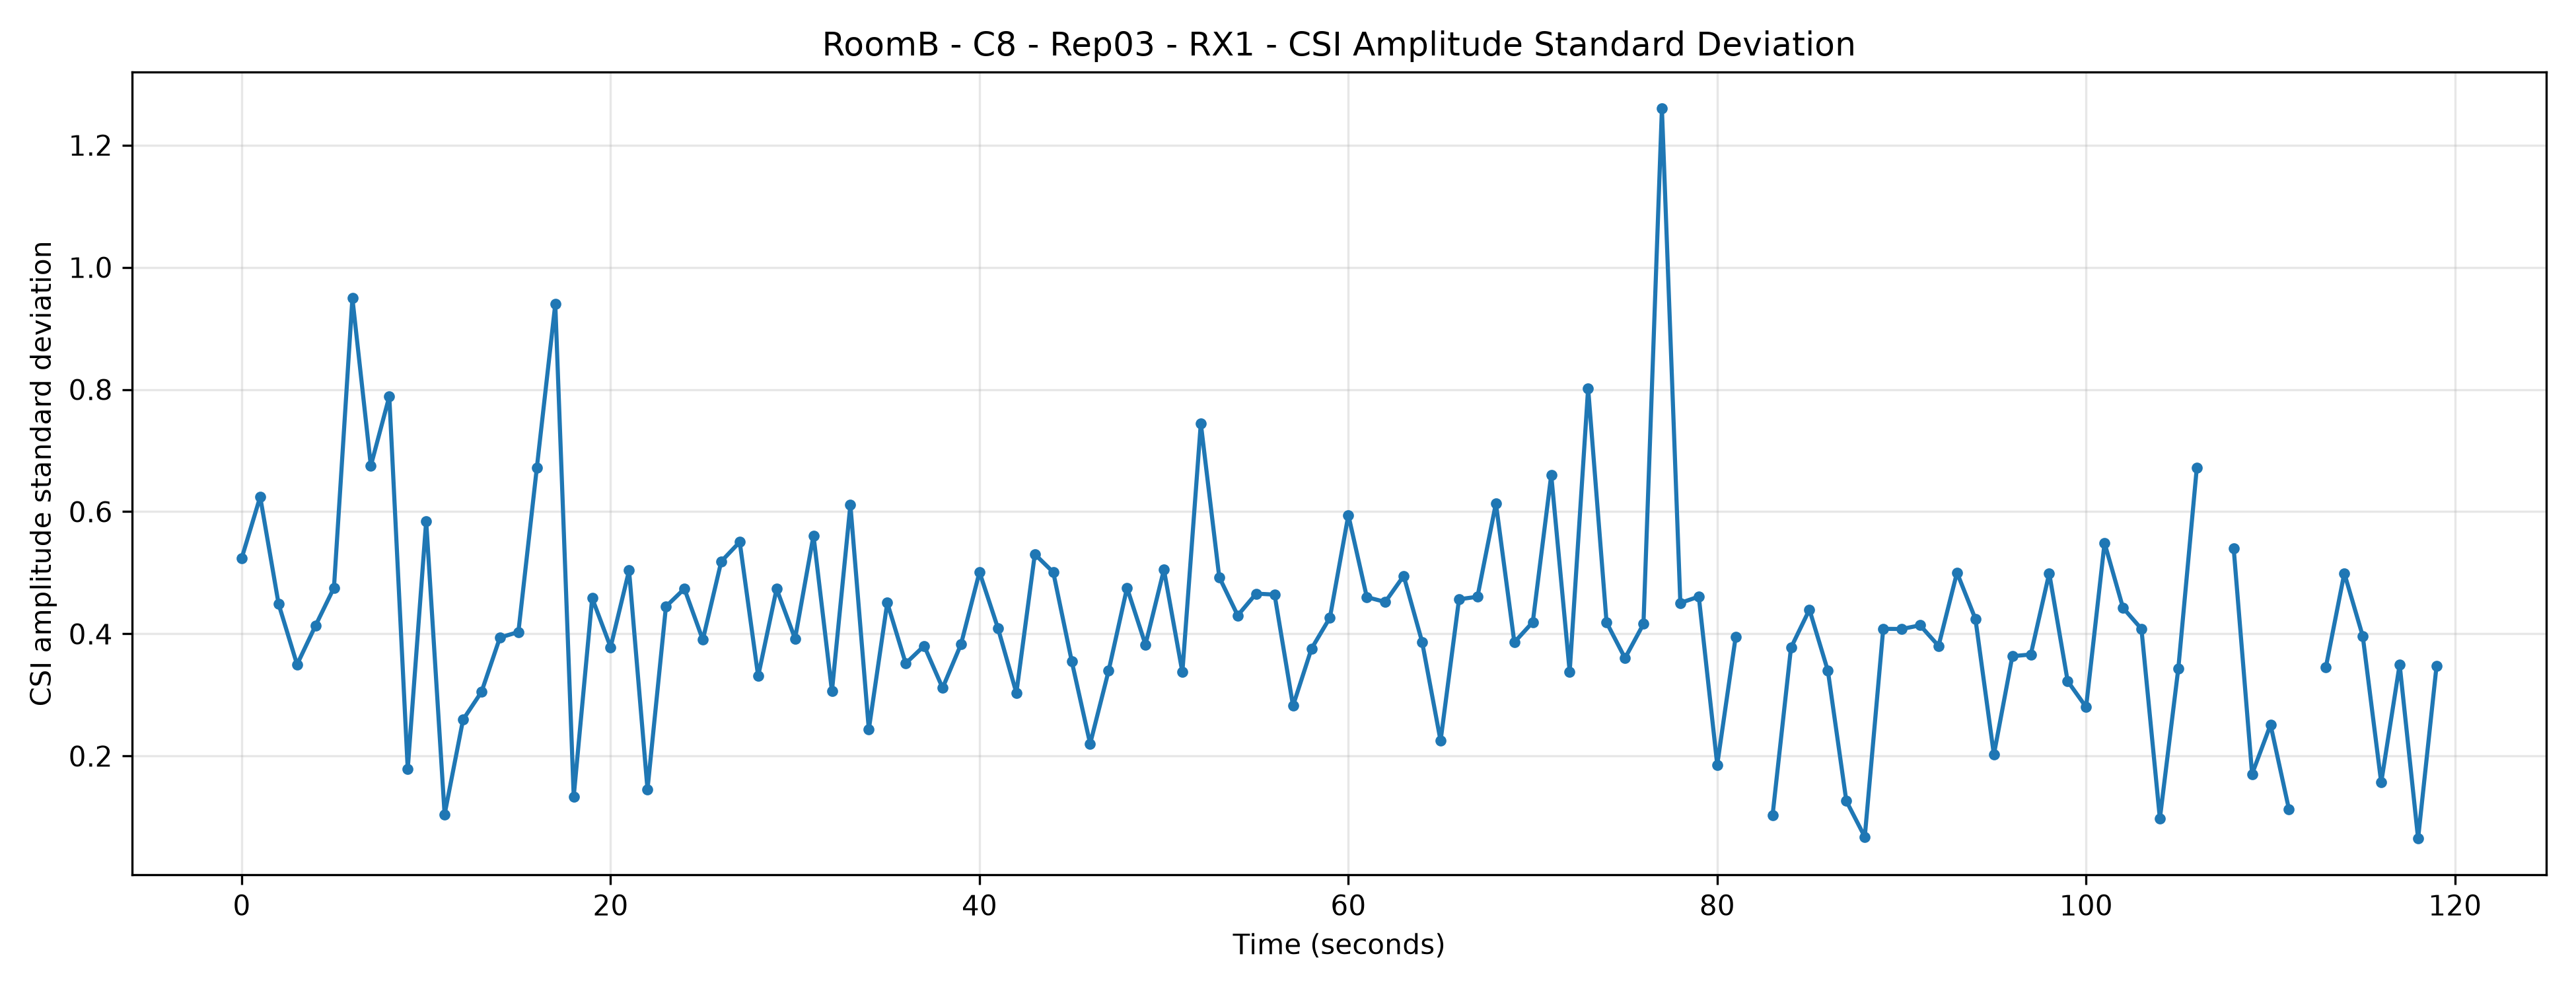 RoomB - C8 - Rep03 - RX1 - CSI Amplitude Standard Deviation
CSI amplitude standard deviation
1.2
1.0
0.8
0.6
0.4
0.2
0 20 40 60 80 100 120
Time (seconds)